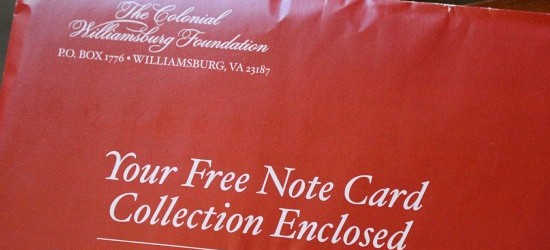 The Colonial
Williamsburg Foundation
P.O. BOX 1776 • WILLIAMSBURG, VA 23187
Your Free Note Card
Collection Enclosed